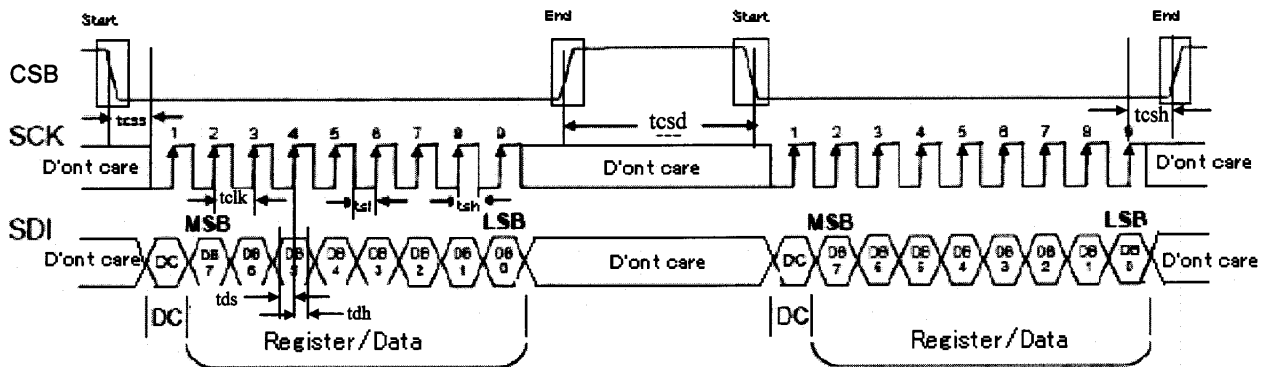 Start End Start End
CSB
tcss tcsd tcsh
SCK 1 2 3 4 5 6 7 8 9 1 2 3 4 5 6 7 8 9
D'ont care D'ont care D'ont care
tclk tsl tsh
MSB LSB MSB LSB
SDI
D'ont care DC DB 7 DB 6 DB 5 DB 4 DB 3 DB 2 DB 1 DB 0 D'ont care DC DB 7 DB 6 DB 5 DB 4 DB 3 DB 2 DB 1 DB 0 D'ont care
tds tdh
DC DC
Register/Data Register/Data